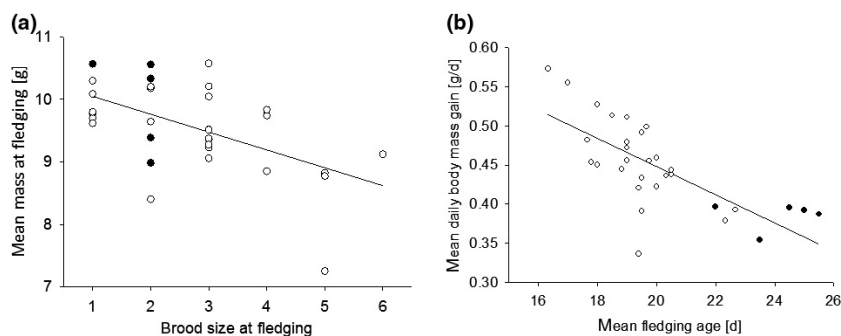 (a)
Mean mass at fledging [g]
11
10
9
8
7
1 2 3 4 5 6
Brood size at fledging
(b)
Mean daily body mass gain [g/d]
0.60
0.55
0.50
0.45
0.40
0.35
0.30
16 18 20 22 24 26
Mean fledging age [d]